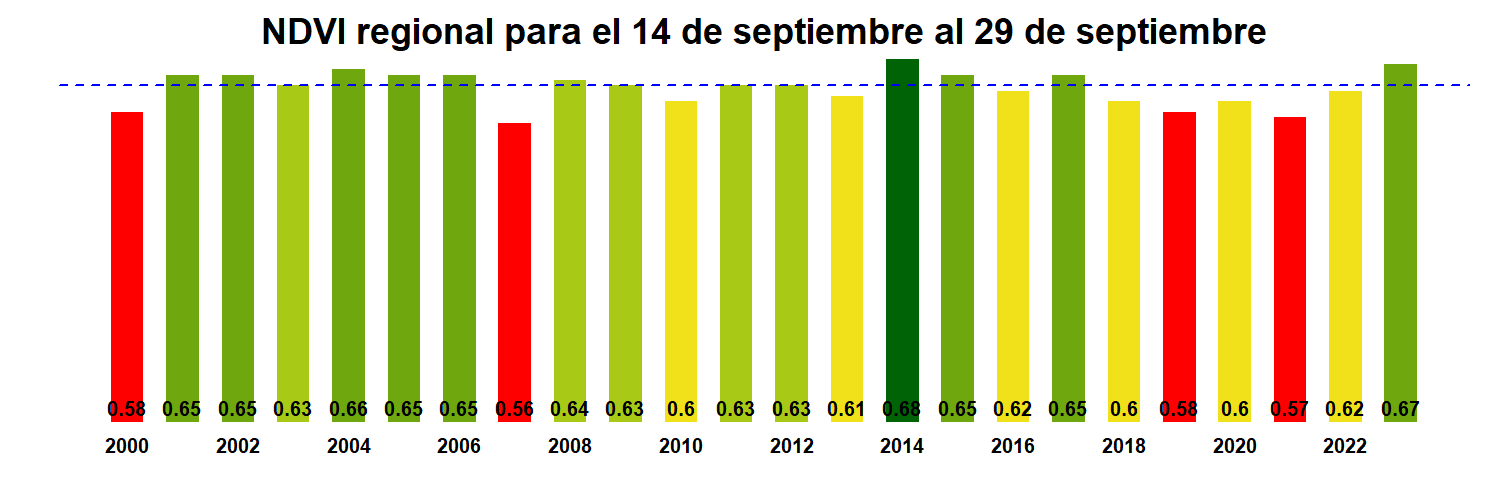 NDVI regional para el 14 de septiembre al 29 de septiembre
0.58 0.65 0.65 0.63 0.66 0.65 0.65 0.56 0.64 0.63 0.6 0.63 0.63 0.61 0.68 0.65 0.62 0.65 0.6 0.58 0.6 0.57 0.62 0.67
2000 2002 2004 2006 2008 2010 2012 2014 2016 2018 2020 2022